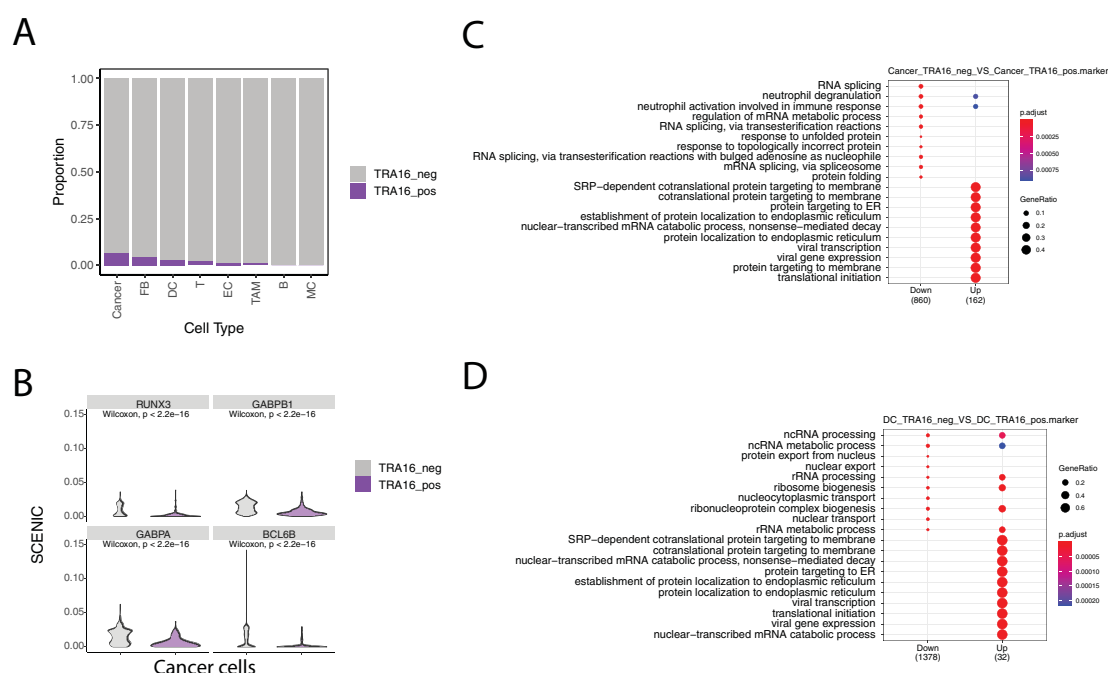 A
1.00
0.75
0.50
0.25
0.00
Proportion
Cancer
FB
DC
T
EC
TAM
B
MC
Cell Type
TRA16_neg
TRA16_pos
B
RUNX3
GABPB1
Wilcoxon, p < 2.2e-16
Wilcoxon, p < 2.2e-16
0.15
0.10
0.05
0.00
GABPA
BCL6B
Wilcoxon, p < 2.2e-16
Wilcoxon, p < 2.2e-16
0.15
0.10
0.05
0.00
SCENIC
Cancer cells
TRA16_neg
TRA16_pos
C
Cancer_TRA16_neg_VS_Cancer_TRA16_pos.marker
RNA splicing
neutrophil degranulation
neutrophil activation involved in immune response
regulation of mRNA metabolic process
RNA splicing, via transesterification reactions
response to unfolded protein
response to topologically incorrect protein
RNA splicing, via transesterification reactions with bulged adenosine as nucleophile
mRNA splicing, via spliceosome
protein folding
SRP-dependent cotranslational protein targeting to membrane
cotranslational protein targeting to membrane
protein targeting to ER
establishment of protein localization to endoplasmic reticulum
nuclear-transcribed mRNA catabolic process, nonsense-mediated decay
protein localization to endoplasmic reticulum
viral transcription
viral gene expression
protein targeting to membrane
translational initiation
Down
(860)
Up
(162)
p.adjust
0.00025
0.00050
0.00075
GeneRatio
0.1
0.2
0.3
0.4
D
DC_TRA16_neg_VS_DC_TRA16_pos.marker
ncRNA processing
ncRNA metabolic process
protein export from nucleus
nuclear export
rRNA processing
ribosome biogenesis
nucleocytoplasmic transport
ribonucleoprotein complex biogenesis
nuclear transport
rRNA metabolic process
SRP-dependent cotranslational protein targeting to membrane
cotranslational protein targeting to membrane
nuclear-transcribed mRNA catabolic process, nonsense-mediated decay
protein targeting to ER
establishment of protein localization to endoplasmic reticulum
protein localization to endoplasmic reticulum
viral transcription
translational initiation
viral gene expression
nuclear-transcribed mRNA catabolic process
Down
(1378)
Up
(32)
GeneRatio
0.2
0.4
0.6
p.adjust
0.00005
0.00010
0.00015
0.00020